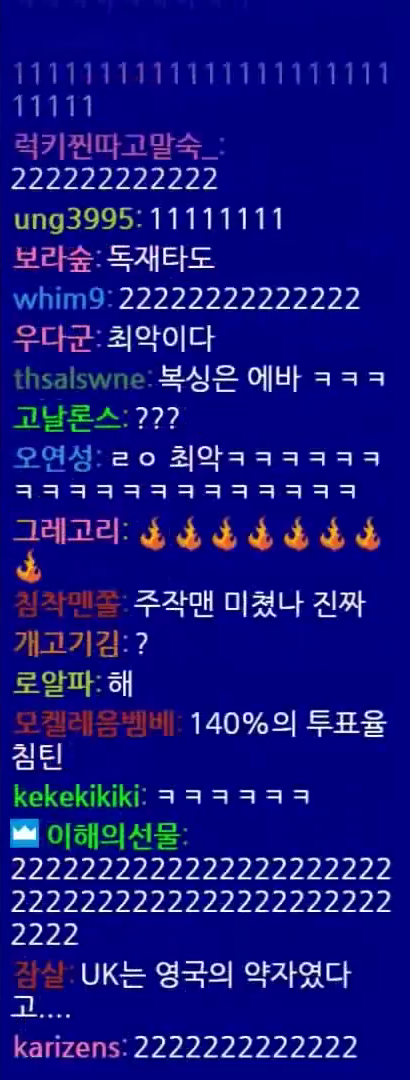 11111111111111111111111111
11111
럭키찐따고말숙_:
222222222222
ung3995: 11111111
보라숲: 독재타도
whim9: 22222222222222
우다군: 최악이다
thsalswne: 복싱은 에바 ㅋㅋㅋ
고날론스: ???
오연성: ㄹㅇ 최악ㅋㅋㅋㅋㅋㅋ
ㅋㅋㅋㅋㅋㅋㅋㅋㅋㅋㅋㅋㅋ
그레고리: 🔥🔥🔥🔥🔥🔥🔥
🔥
침착맨쫄: 주작맨 미쳤나 진짜
개고기김: ?
로알파: 해
모켈레음벰베: 140%의 투표율
침틴
kekekikiki: ㅋㅋㅋㅋㅋㅋ
이해의선물:
2222222222222222222222
2222222222222222222222
2222
잠살: UK는 영국의 약자였다
고....
karizens: 2222222222222